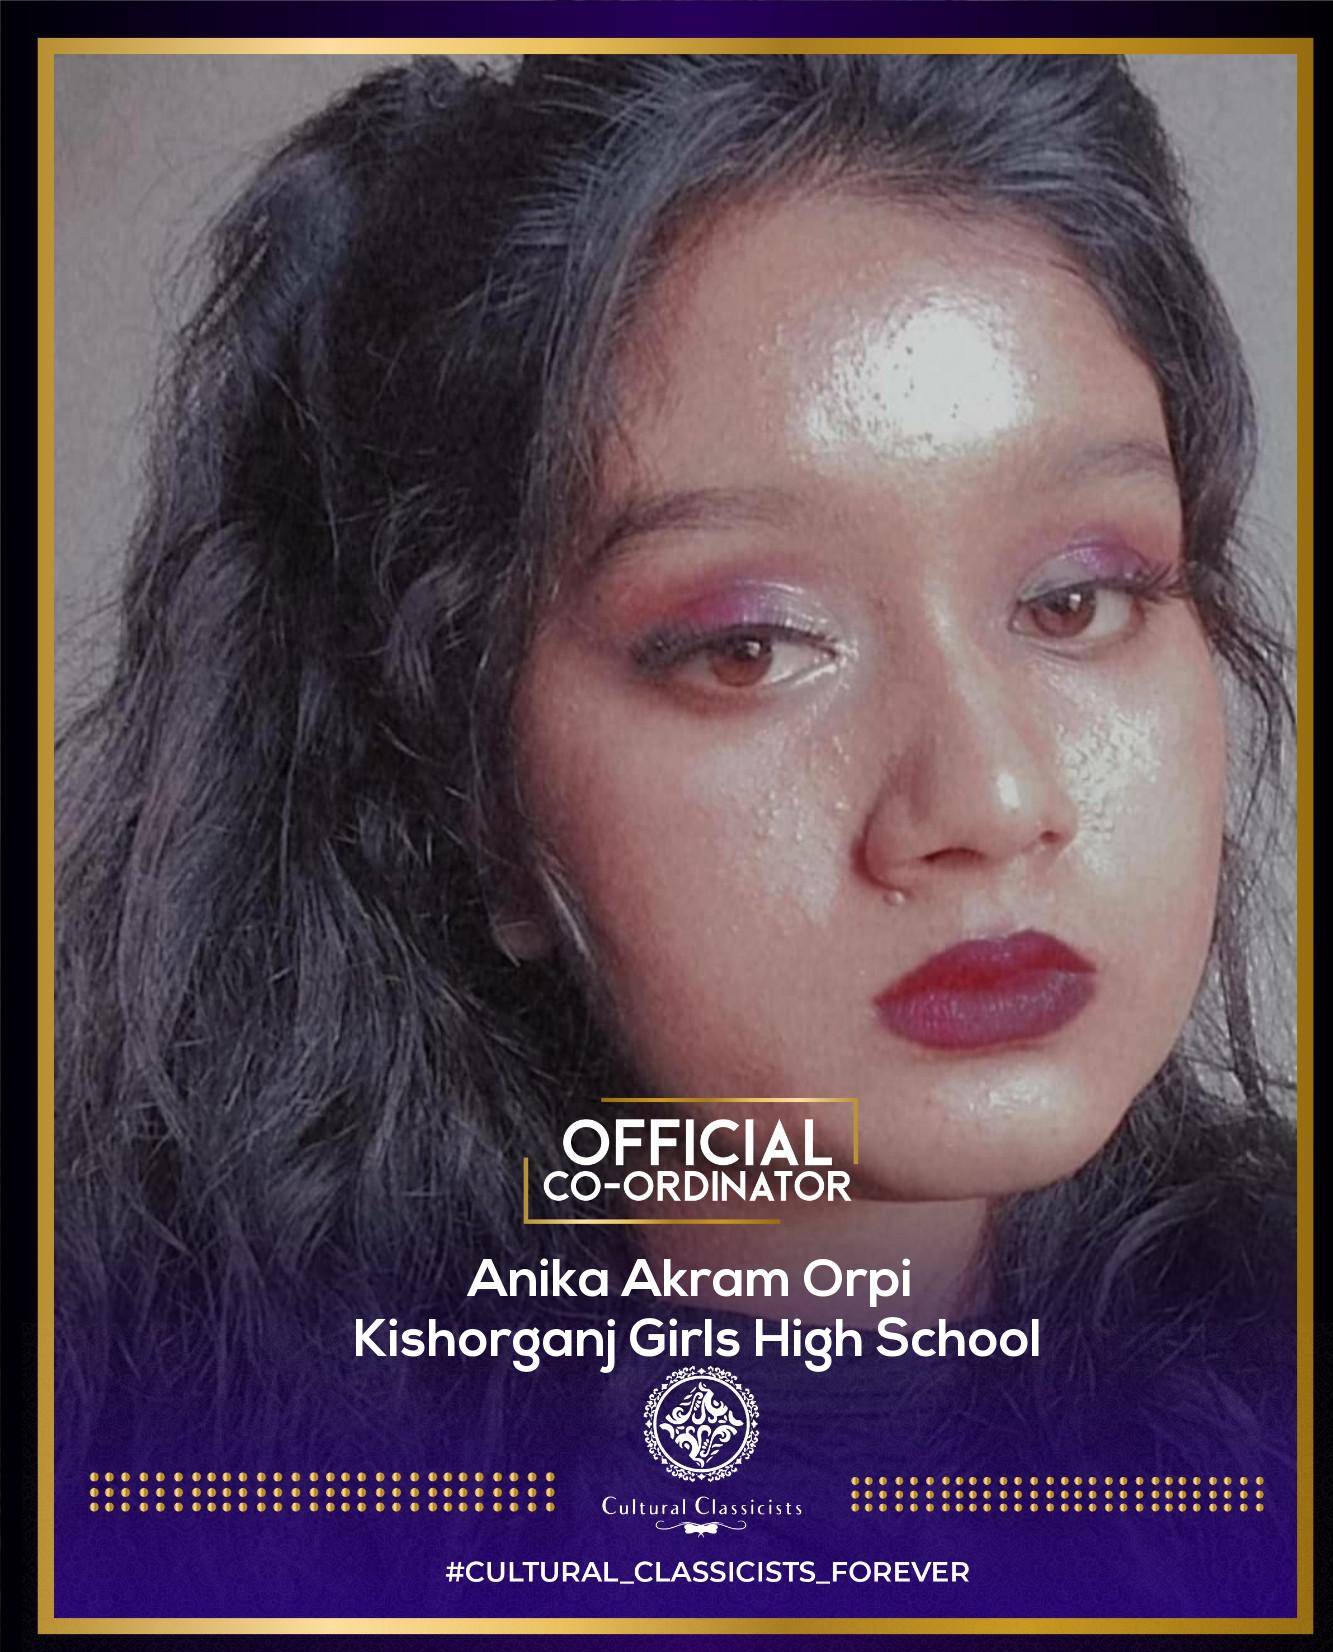 OFFICIAL
CO-ORDINATOR
Anika Akram Orpi
Kishorganj Girls High School
Cultural Classicists
#CULTURAL_CLASSICISTS_FOREVER